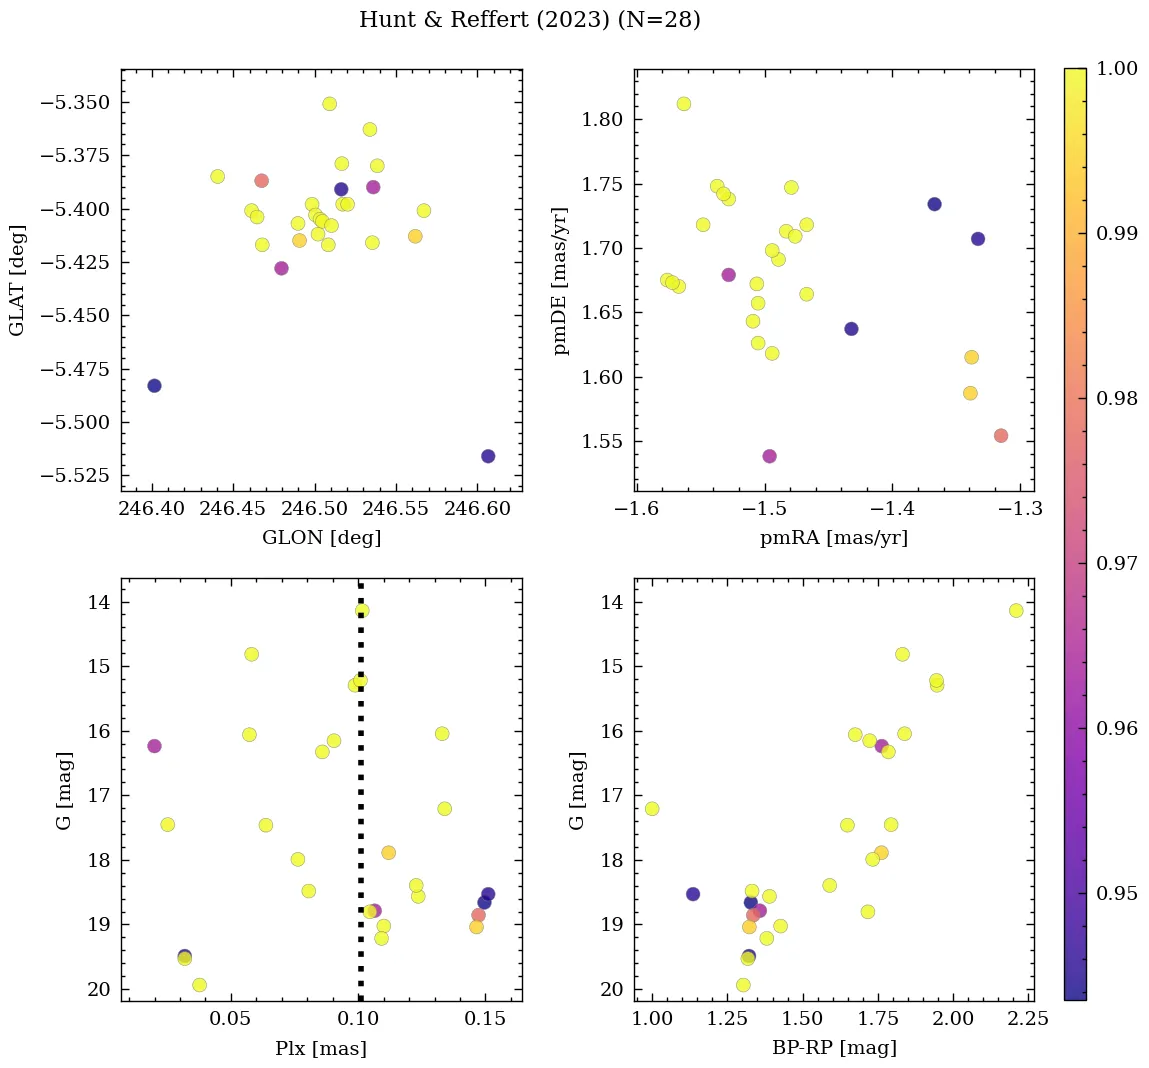 Hunt & Reffert (2023) (N=28)
−5.350
−5.375
−5.400
−5.425
−5.450
−5.475
−5.500
−5.525
GLAT [deg]
246.40 246.45 246.50 246.55 246.60
GLON [deg]
1.80
1.75
1.70
1.65
1.60
1.55
pmDE [mas/yr]
−1.6 −1.5 −1.4 −1.3
pmRA [mas/yr]
14
15
16
17
18
19
20
G [mag]
0.05 0.10 0.15
Plx [mas]
14
15
16
17
18
19
20
G [mag]
1.00 1.25 1.50 1.75 2.00 2.25
BP-RP [mag]
1.00
0.99
0.98
0.97
0.96
0.95